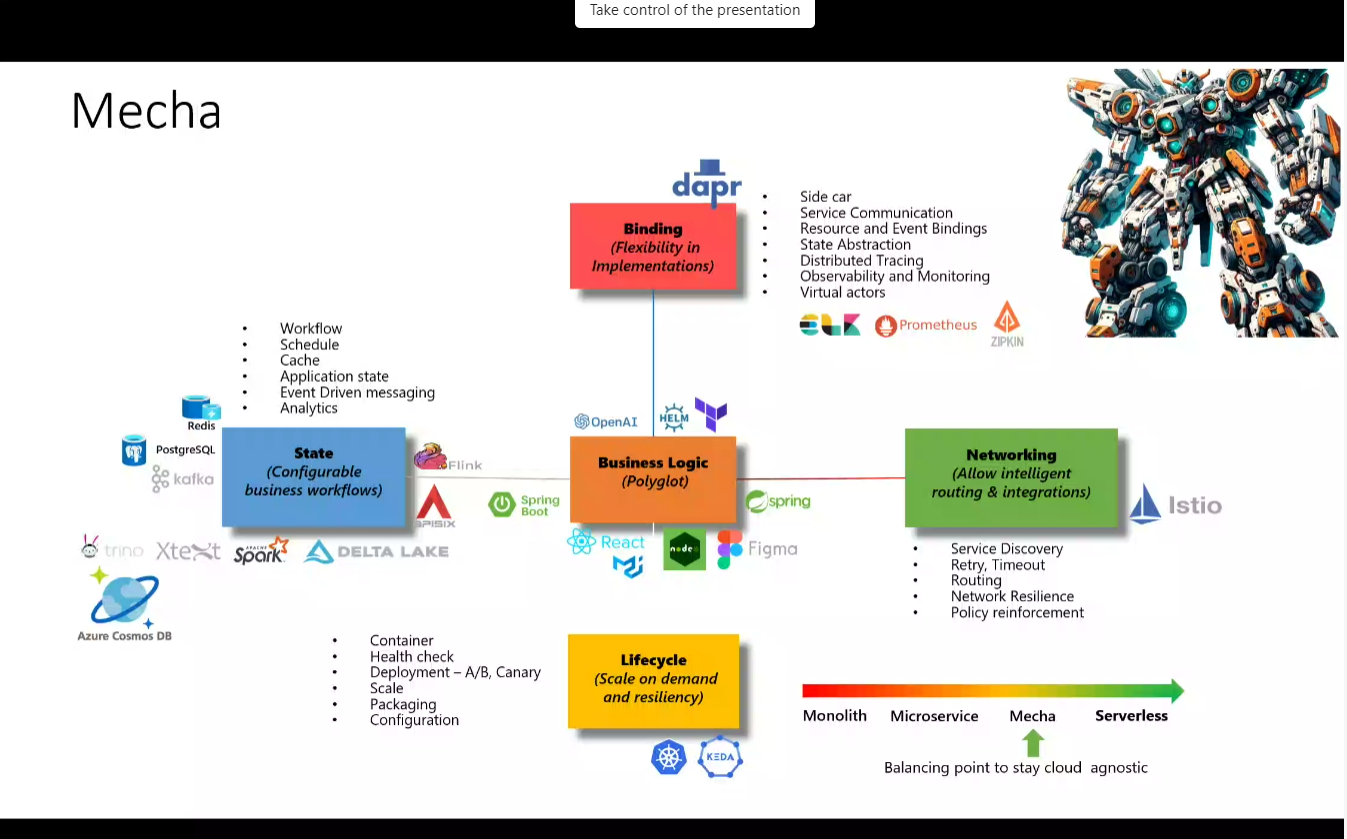 Take control of the presentation
Mecha
dapr
Binding
(Flexibility in
Implementations)
• Side car
• Service Communication
• Resource and Event Bindings
• State Abstraction
• Distributed Tracing
• Observability and Monitoring
• Virtual actors
Prometheus
ZIPKIN
• Workflow
• Schedule
• Cache
• Application state
• Event Driven messaging
• Analytics
Redis
PostgreSQL
kafka
State
(Configurable
business workflows)
Flink
APISIX
trino
Xtext
APACHE
Spark
DELTA LAKE
Azure Cosmos DB
OpenAI
HELM
Business Logic
(Polyglot)
Spring
Boot
spring
React
node
Figma
Networking
(Allow intelligent
routing & integrations)
Istio
• Service Discovery
• Retry, Timeout
• Routing
• Network Resilience
• Policy reinforcement
• Container
• Health check
• Deployment – A/B, Canary
• Scale
• Packaging
• Configuration
Lifecycle
(Scale on demand
and resiliency)
KEDA
Monolith Microservice Mecha Serverless
Balancing point to stay cloud agnostic